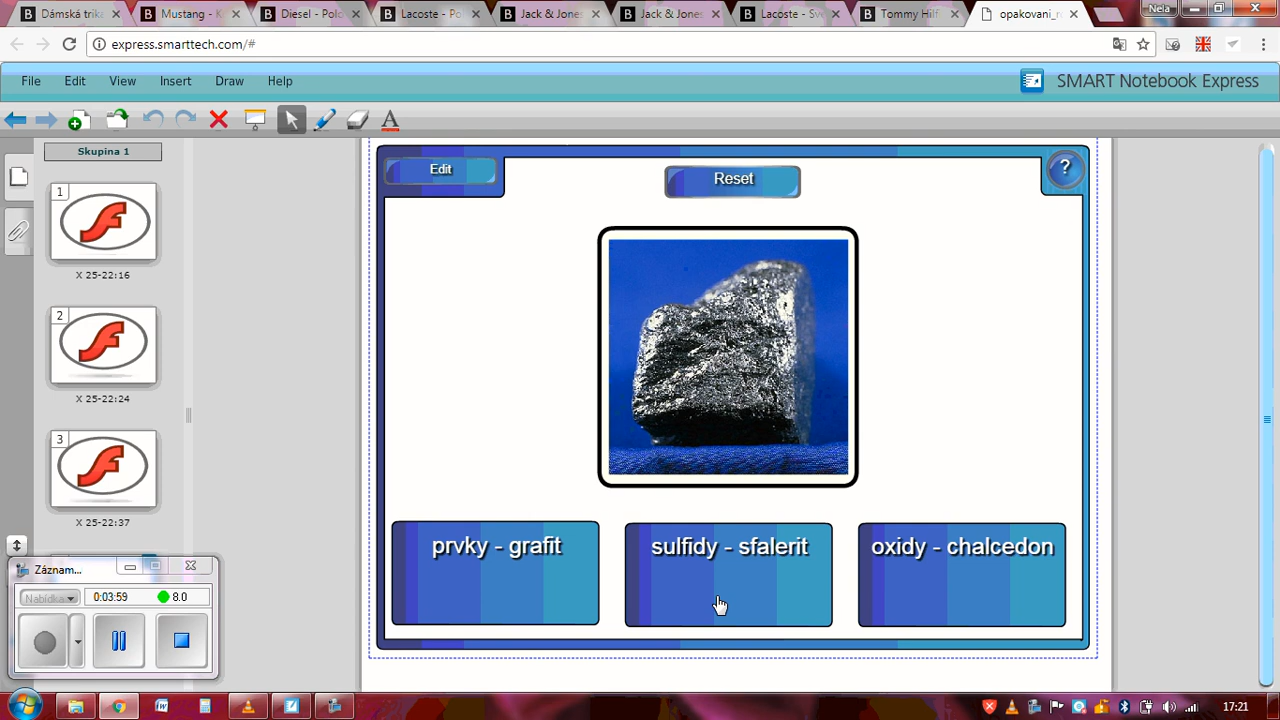 Dámská trik
Mustang - K
Diesel - Polo
Lacoste - Po
Jack & Jones
Jack & Jones
Lacoste - Sve
Tommy Hilf
opakovani_r
Nela
express.smarttech.com/#
File Edit View Insert Draw Help
SMART Notebook Express
Skupina 1
1
X 25-22:16
2
X 25-22:24
3
X 25-22:37
Edit
Reset
?
prvky - grafit
sulfidy - sfalerit
oxidy - chalcedon
Záznam...
Nabídka
0:03:59
8.0
17:21